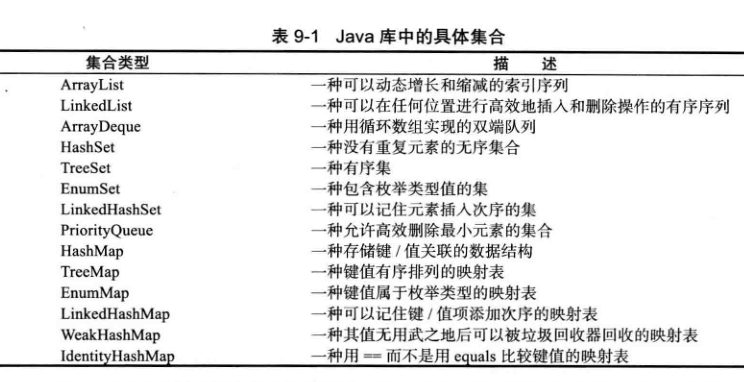 表 9-1 Java 库中的具体集合
集合类型 描 述
ArrayList 一种可以动态增长和缩减的索引序列
LinkedList 一种可以在任何位置进行高效地插入和删除操作的有序序列
ArrayDeque 一种用循环数组实现的双端队列
HashSet 一种没有重复元素的无序集合
TreeSet 一种有序集
EnumSet 一种包含枚举类型值的集
LinkedHashSet 一种可以记住元素插入次序的集
PriorityQueue 一种允许高效删除最小元素的集合
HashMap 一种存储键 / 值关联的数据结构
TreeMap 一种键值有序排列的映射表
EnumMap 一种键值属于枚举类型的映射表
LinkedHashMap 一种可以记住键 / 值项添加次序的映射表
WeakHashMap 一种其值无用武之地后可以被垃圾回收器回收的映射表
IdentityHashMap 一种用 == 而不是用 equals 比较键值的映射表